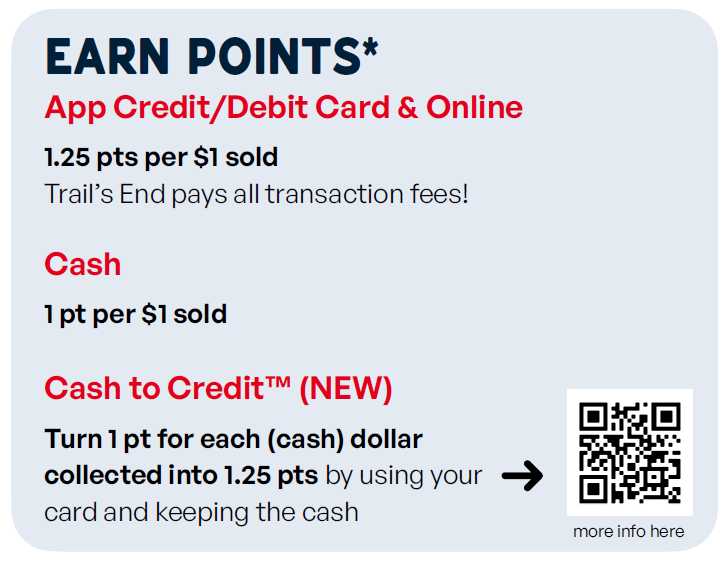 EARN POINTS*
App Credit/Debit Card & Online
1.25 pts per $1 sold
Trail's End pays all transaction fees!
Cash
1 pt per $1 sold
Cash to Credit™ (NEW)
Turn 1 pt for each (cash) dollar
collected into 1.25 pts by using your
card and keeping the cash
more info here